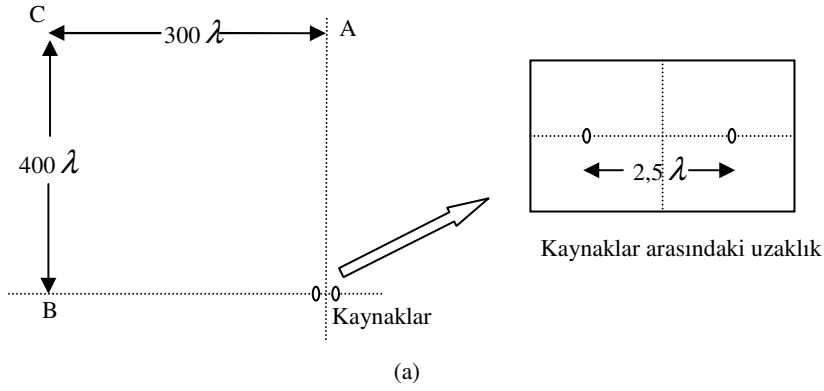 C
300 λ
A
400 λ
2,5 λ
Kaynaklar arasındaki uzaklık
B
Kaynaklar
(a)